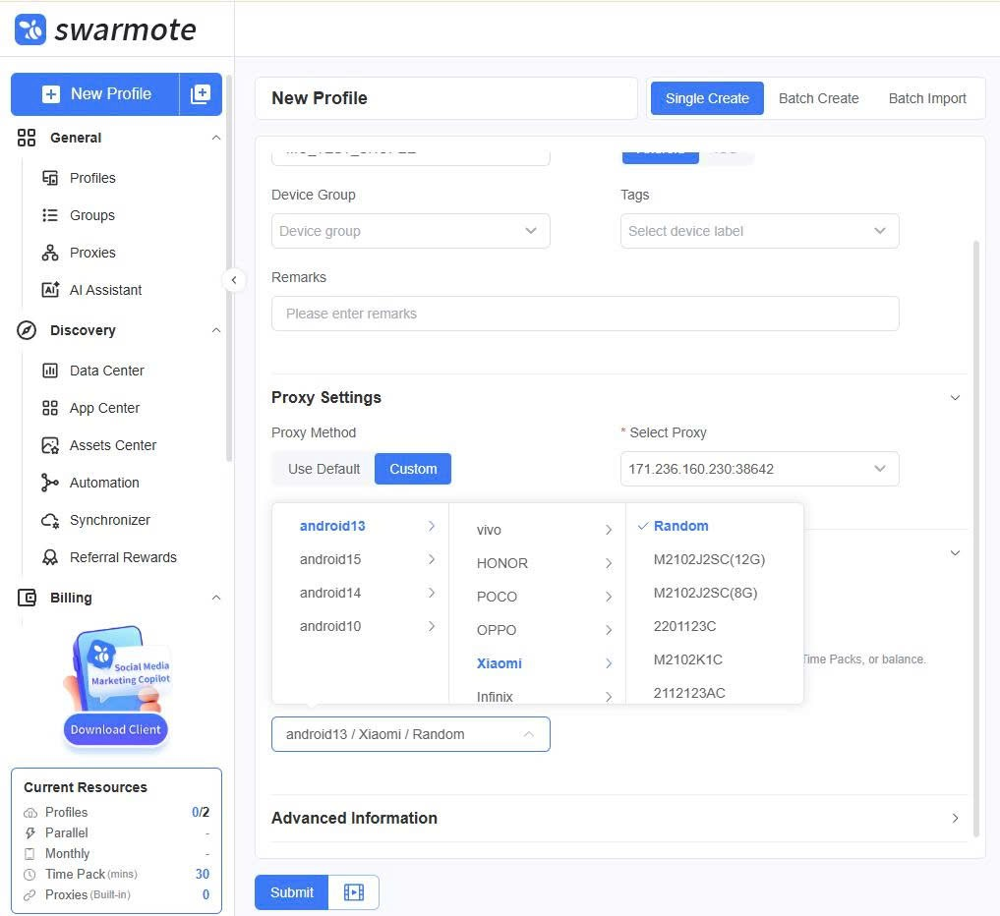 swarmote
New Profile
General
Profiles
Groups
Proxies
AI Assistant
Discovery
Data Center
App Center
Assets Center
Automation
Synchronizer
Referral Rewards
Billing
Social Media
Marketing Copilot
Download Client
Current Resources
Profiles 0/2
Parallel -
Monthly -
Time Pack (mins) 30
Proxies (Built-in) 0
New Profile
Single Create Batch Create Batch Import
Device Group Tags
Device group Select device label
Remarks
Please enter remarks
Proxy Settings
Proxy Method * Select Proxy
Use Default Custom 171.236.160.230:38642
android13
android15
android14
android10
vivo
HONOR
POCO
OPPO
Xiaomi
Infinix
Random
M2102J2SC(12G)
M2102J2SC(8G)
2201123C
M2102K1C
2112123AC
Time Packs, or balance.
android13 / Xiaomi / Random
Advanced Information
Submit